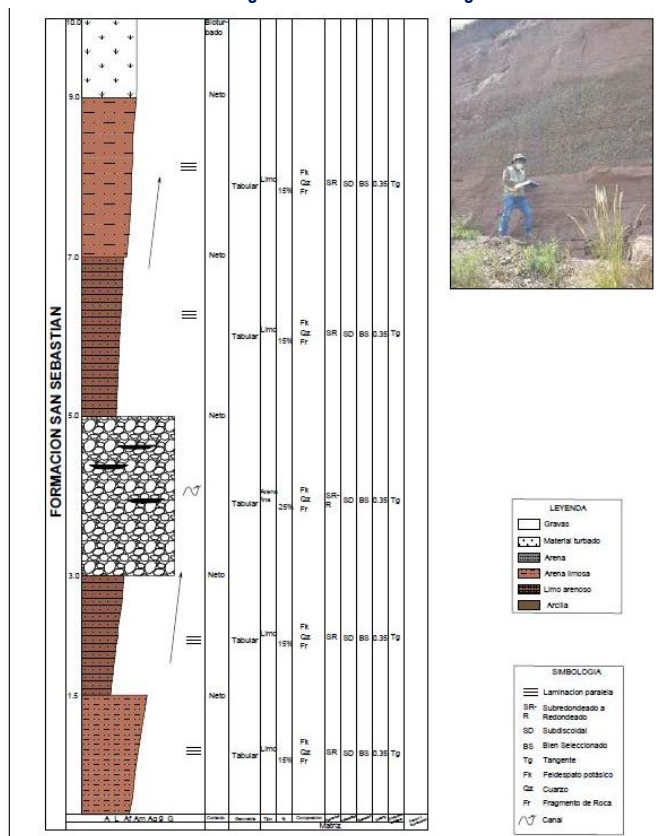 FORMACION SAN SEBASTIAN
10.0
Biotur-
bado
9.0
Neto
Tabular
Limo
15%
Fk
Qz
Fr
SR
SD
BS
0.35
Tg
7.0
Neto
Tabular
Limo
15%
Fk
Qz
Fr
SR
SD
BS
0.35
Tg
5.0
Neto
Tabular
Arena
fina
25%
Fk
Qz
Fr
SR-
R
SD
BS
0.35
Tg
3.0
Neto
Tabular
Limo
15%
Fk
Qz
Fr
SR
SD
BS
0.35
Tg
1.5
Neto
Tabular
Limo
15%
Fk
Qz
Fr
SR
SD
BS
0.35
Tg
A L Af Am Ag g G
Contacto
Geometria
Tipo
%
Composicion
Matriz
LEYENDA
Gravas
Material turbado
Arena
Arena limosa
Limo arenoso
Arcilla
SIMBOLOGIA
Laminacion paralela
SR-R Subredondeado a Redondeado
SD Subdiscoidal
BS Bien Seleccionado
Tg Tangente
Fk Feldespato potásico
Qz Cuarzo
Fr Fragmento de Roca
Canal